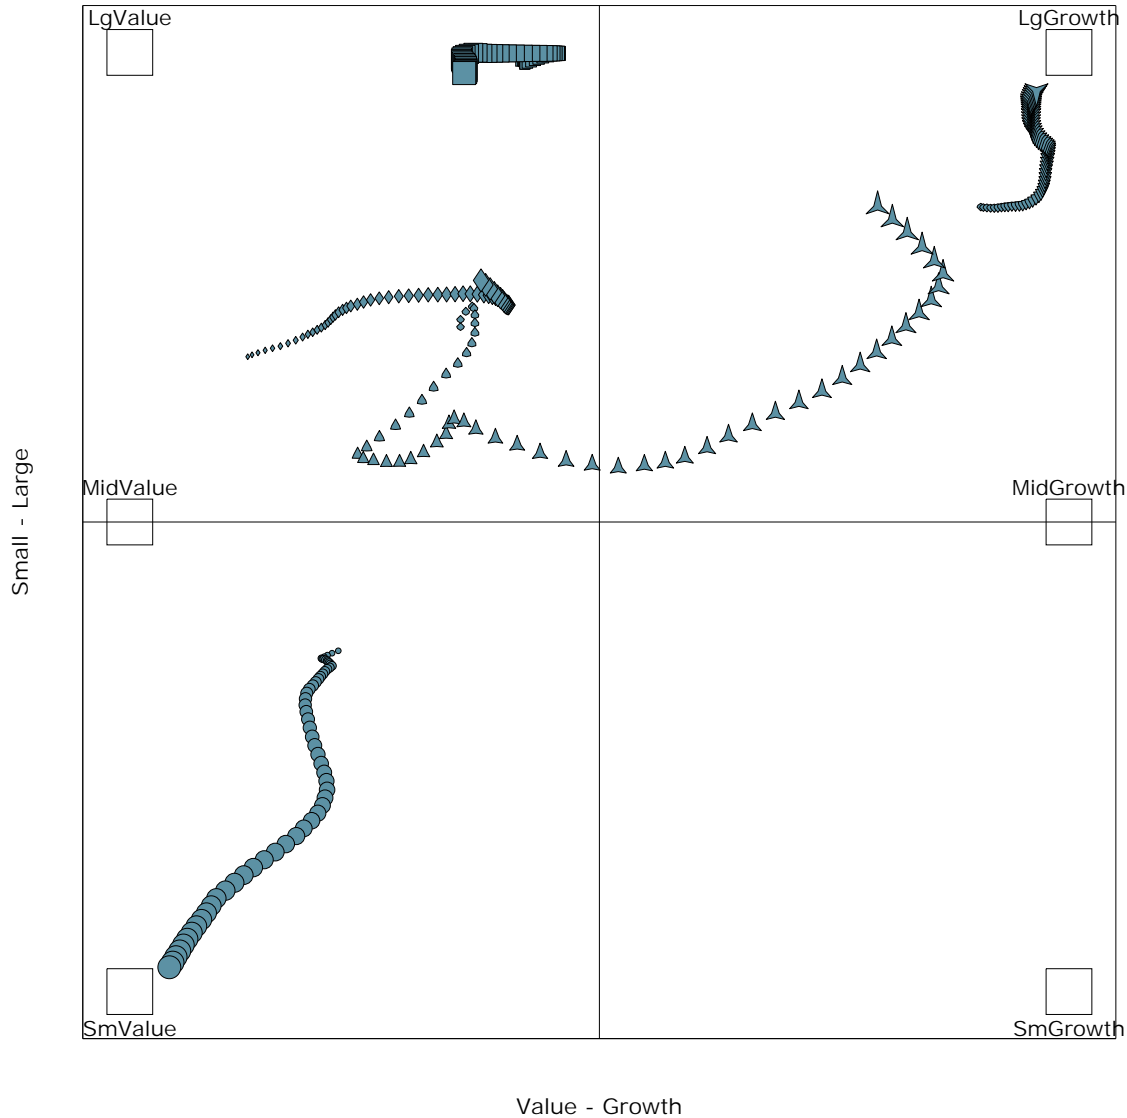 LgValue
LgGrowth
Small - Large
MidValue
MidGrowth
SmValue
SmGrowth
Value - Growth